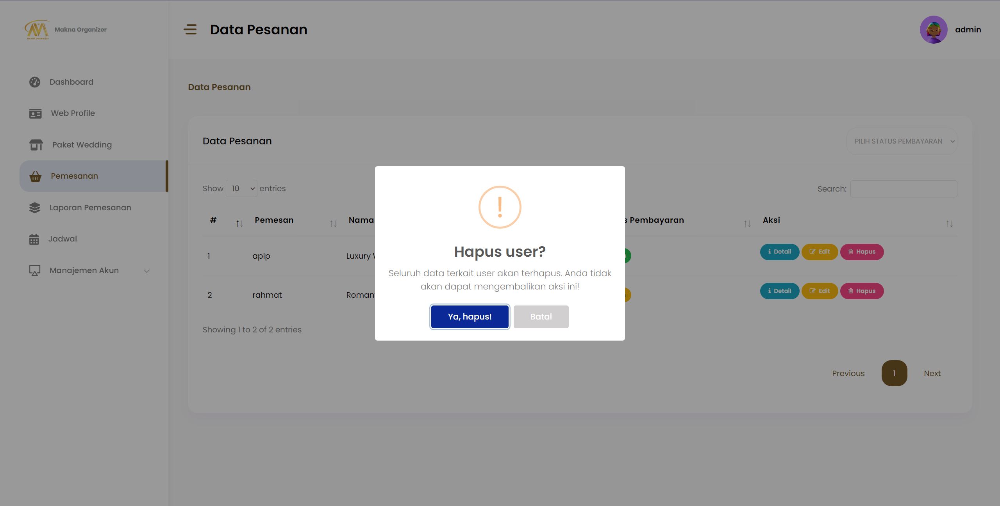 MAKNA ORGANIZER
Makna Organizer
Data Pesanan
admin
Dashboard
Web Profile
Paket Wedding
Pemesanan
Laporan Pemesanan
Jadwal
Manajemen Akun
Data Pesanan
Data Pesanan
PILIH STATUS PEMBAYARAN
Show 10 entries
Search:
# Pemesan Nama s Pembayaran Aksi
1 apip Luxury Detail Edit Hapus
2 rahmat Roman Detail Edit Hapus
Showing 1 to 2 of 2 entries
Previous 1 Next
!
Hapus user?
Seluruh data terkait user akan terhapus. Anda tidak
akan dapat mengembalikan aksi ini!
Ya, hapus!
Batal